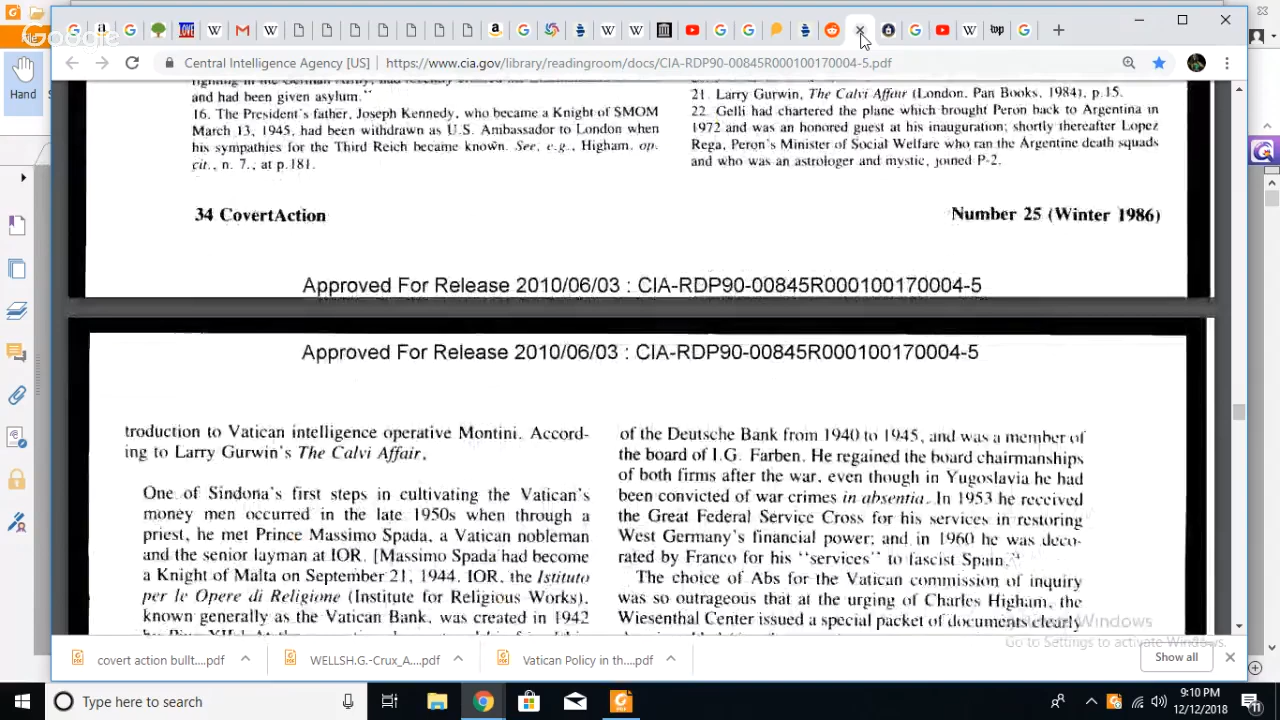 Google
File
Hand
Central Intelligence Agency [US] | https://www.cia.gov/library/readingroom/docs/CIA-RDP90-00845R000100170004-5.pdf
and had been given asylum."
16. The President's father, Joseph Kennedy, who became a Knight of SMOM
March 13, 1945, had been withdrawn as U.S. Ambassador to London when
his sympathies for the Third Reich became known. See, e.g., Higham, op.
cit., n. 7., at p.181.
21. Larry Gurwin, The Calvi Affair (London. Pan Books, 1984), p.15.
22. Gelli had chartered the plane which brought Peron back to Argentina in
1972 and was an honored guest at his inauguration; shortly thereafter Lopez
Rega, Peron's Minister of Social Welfare who ran the Argentine death squads
and who was an astrologer and mystic, joined P-2.
34 CovertAction
Number 25 (Winter 1986)
Approved For Release 2010/06/03 : CIA-RDP90-00845R000100170004-5
Approved For Release 2010/06/03 : CIA-RDP90-00845R000100170004-5
troduction to Vatican intelligence operative Montini. Accord-
ing to Larry Gurwin's The Calvi Affair,
One of Sindona's first steps in cultivating the Vatican's
money men occurred in the late 1950s when through a
priest, he met Prince Massimo Spada, a Vatican nobleman
and the senior layman at IOR. [Massimo Spada had become
a Knight of Malta on September 21, 1944. IOR, the Istituto
per le Opere di Religione (Institute for Religious Works),
known generally as the Vatican Bank, was created in 1942
of the Deutsche Bank from 1940 to 1945, and was a member of
the board of I.G. Farben. He regained the board chairmanships
of both firms after the war, even though in Yugoslavia he had
been convicted of war crimes in absentia. In 1953 he received
the Great Federal Service Cross for his services in restoring
West Germany's financial power; and in 1960 he was deco-
rated by Franco for his "services" to fascist Spain."
The choice of Abs for the Vatican commission of inquiry
was so outrageous that at the urging of Charles Higham, the
Wiesenthal Center issued a special packet of documents clearly
Windows
Go to Settings to activate Windows.
covert action bullt....pdf
WELLSH.G.-Crux_A....pdf
Vatican Policy in th....pdf
Show all
Type here to search
9:10 PM
12/12/2018
11